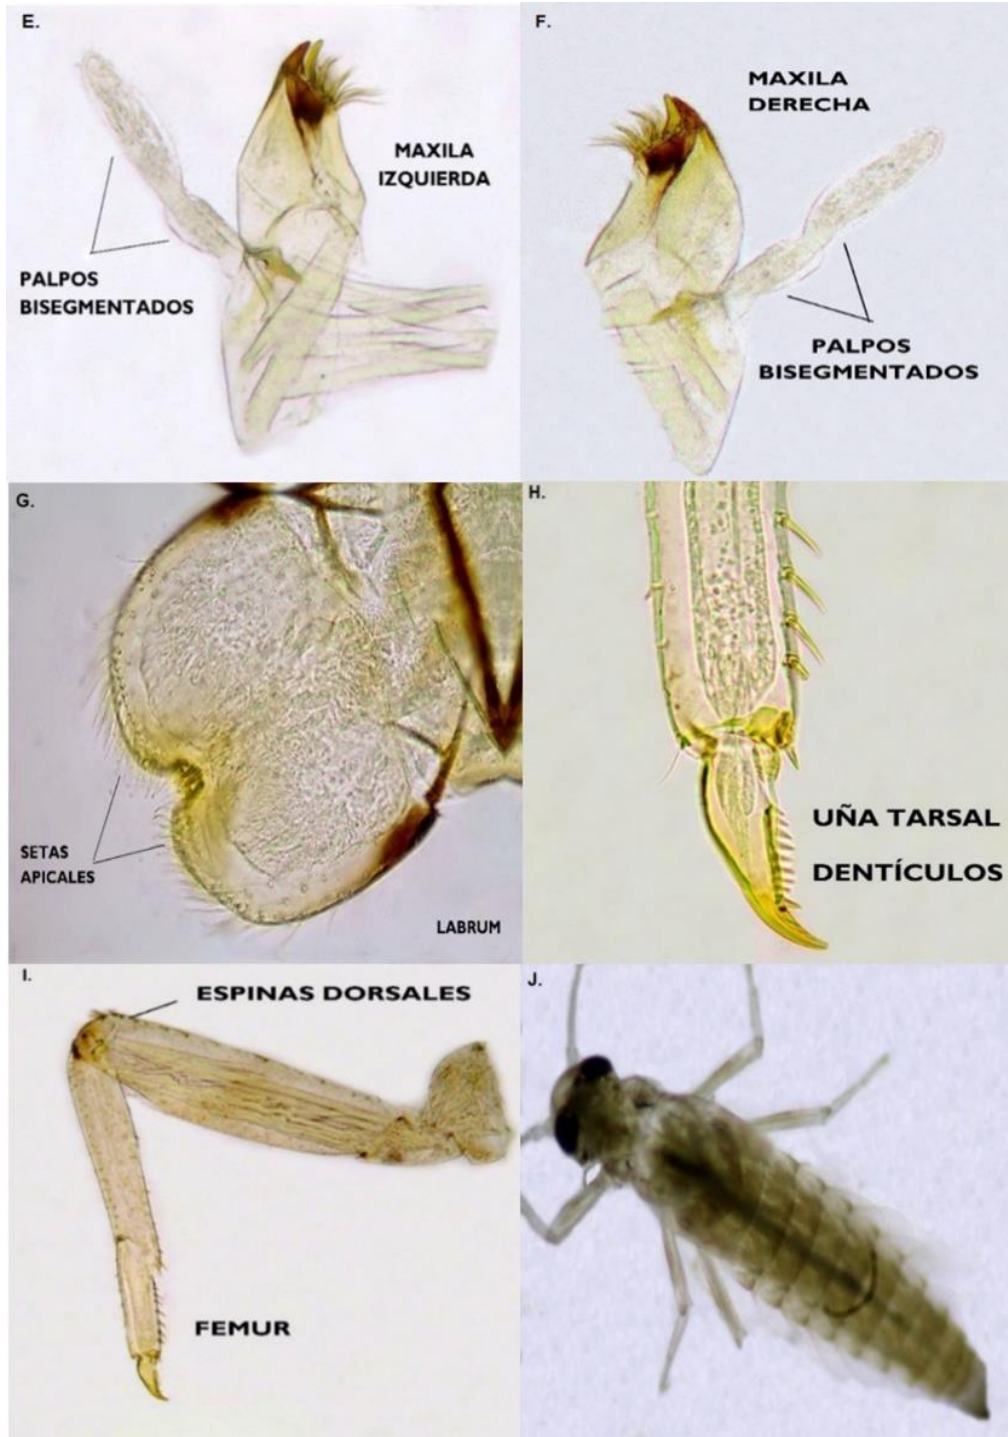 E.
MAXILA
IZQUIERDA
PALPOS
BISEGMENTADOS
F.
MAXILA
DERECHA
PALPOS
BISEGMENTADOS
G.
SETAS
APICALES
LABRUM
H.
UÑA TARSAL
DENTÍCULOS
I.
ESPINAS DORSALES
FEMUR
J.